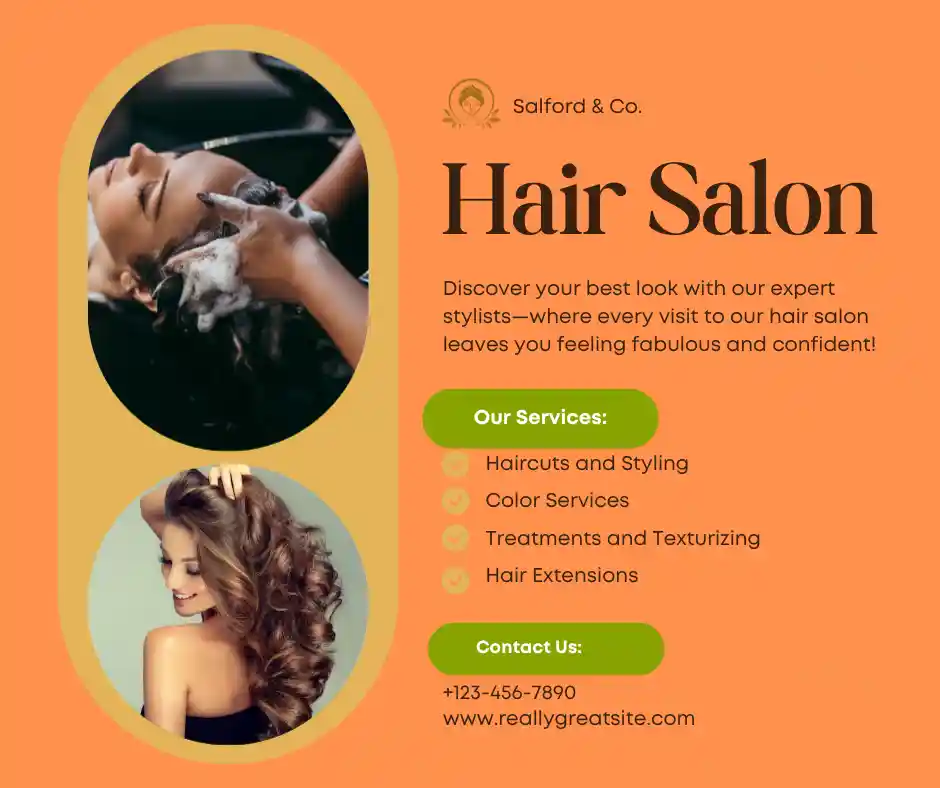 Salford & Co.
Hair Salon
Discover your best look with our expert
stylists—where every visit to our hair salon
leaves you feeling fabulous and confident!
Our Services:
Haircuts and Styling
Color Services
Treatments and Texturizing
Hair Extensions
Contact Us:
+123-456-7890
www.reallygreatsite.com